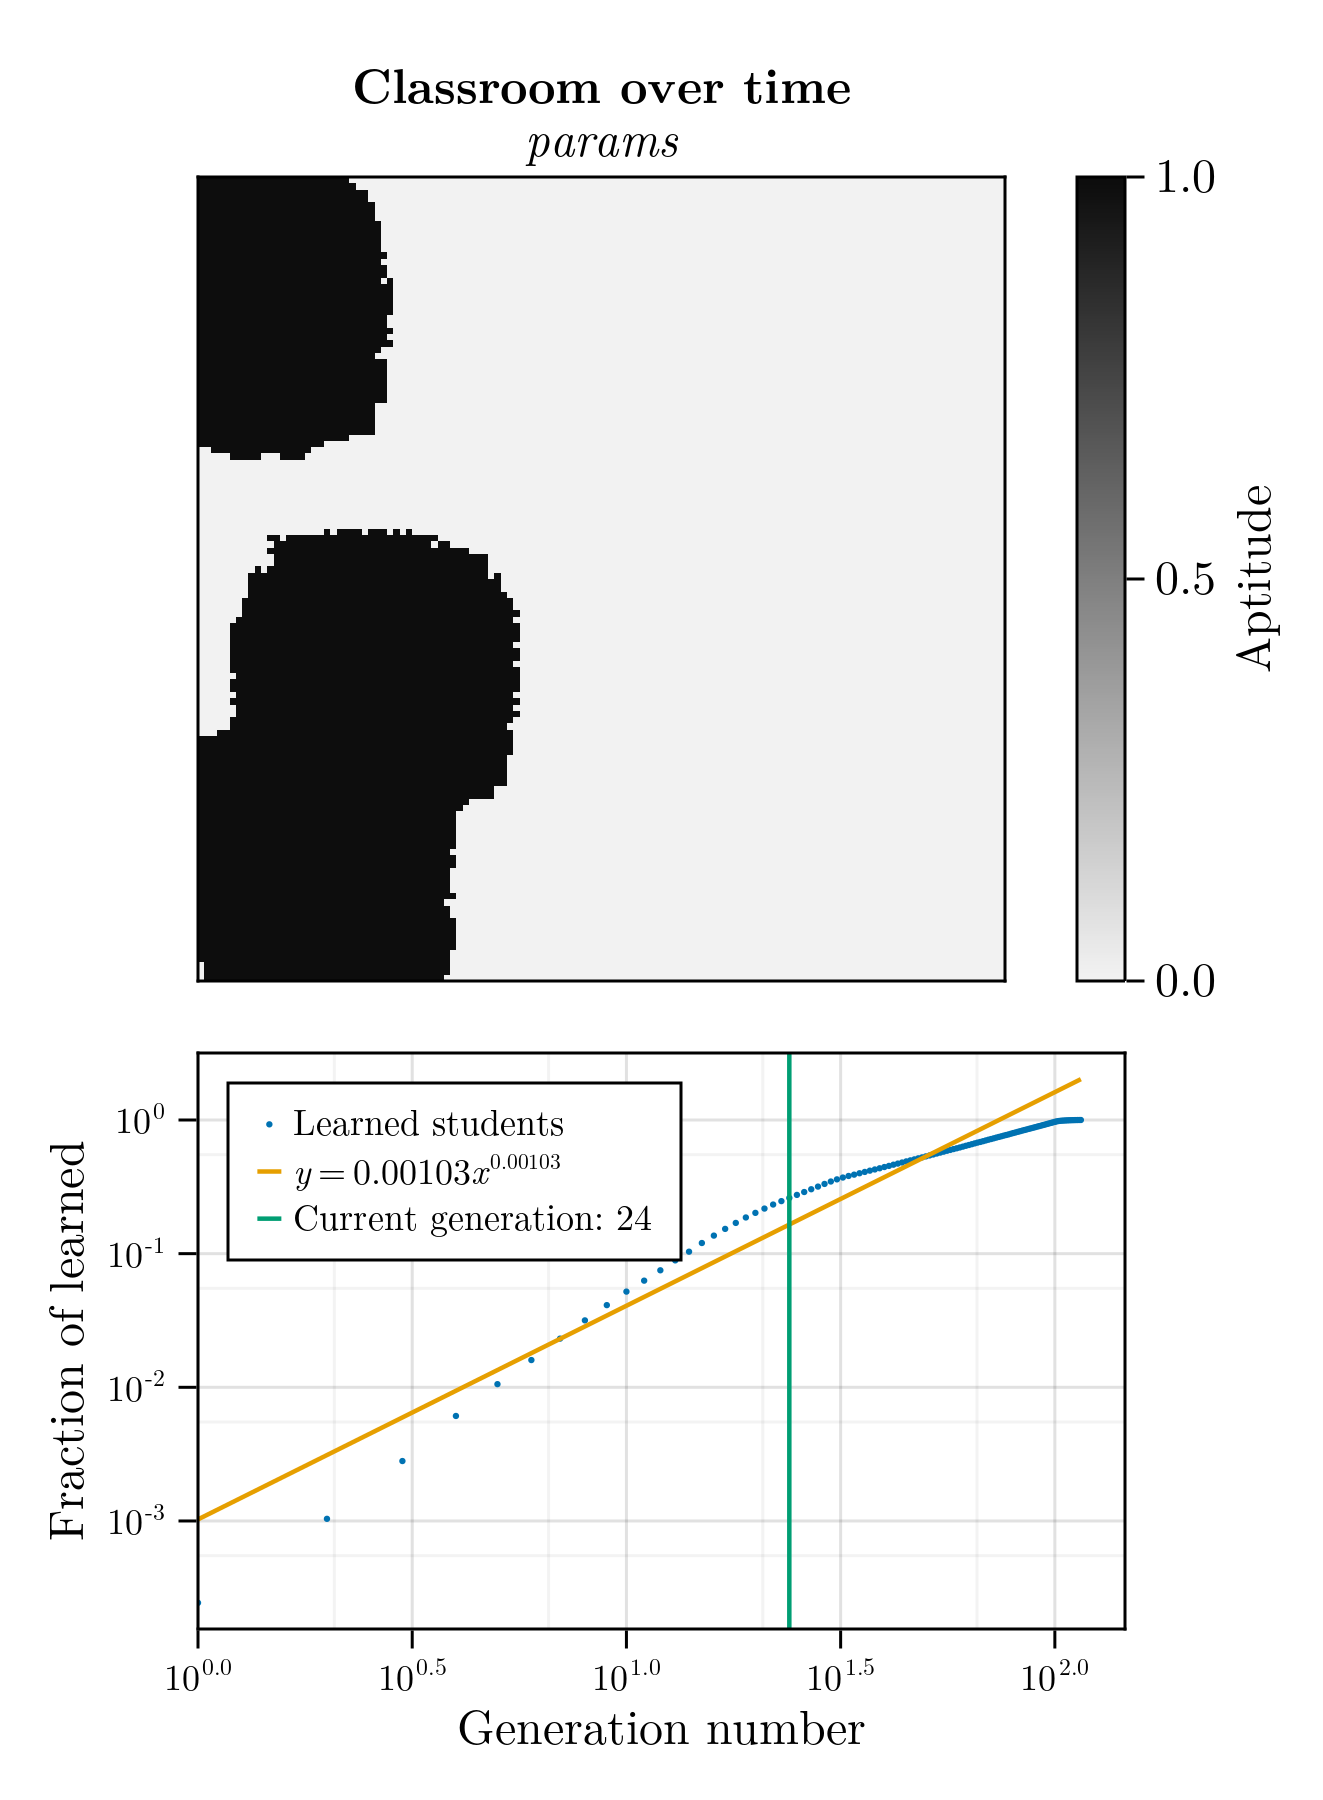 Classroom over time
params
1.0
0.5
0.0
Aptitude
Learned students
y = 0.00103x^0.00103
Current generation: 24
10^0
10^-1
10^-2
10^-3
Fraction of learned
10^0.0 10^0.5 10^1.0 10^1.5 10^2.0
Generation number